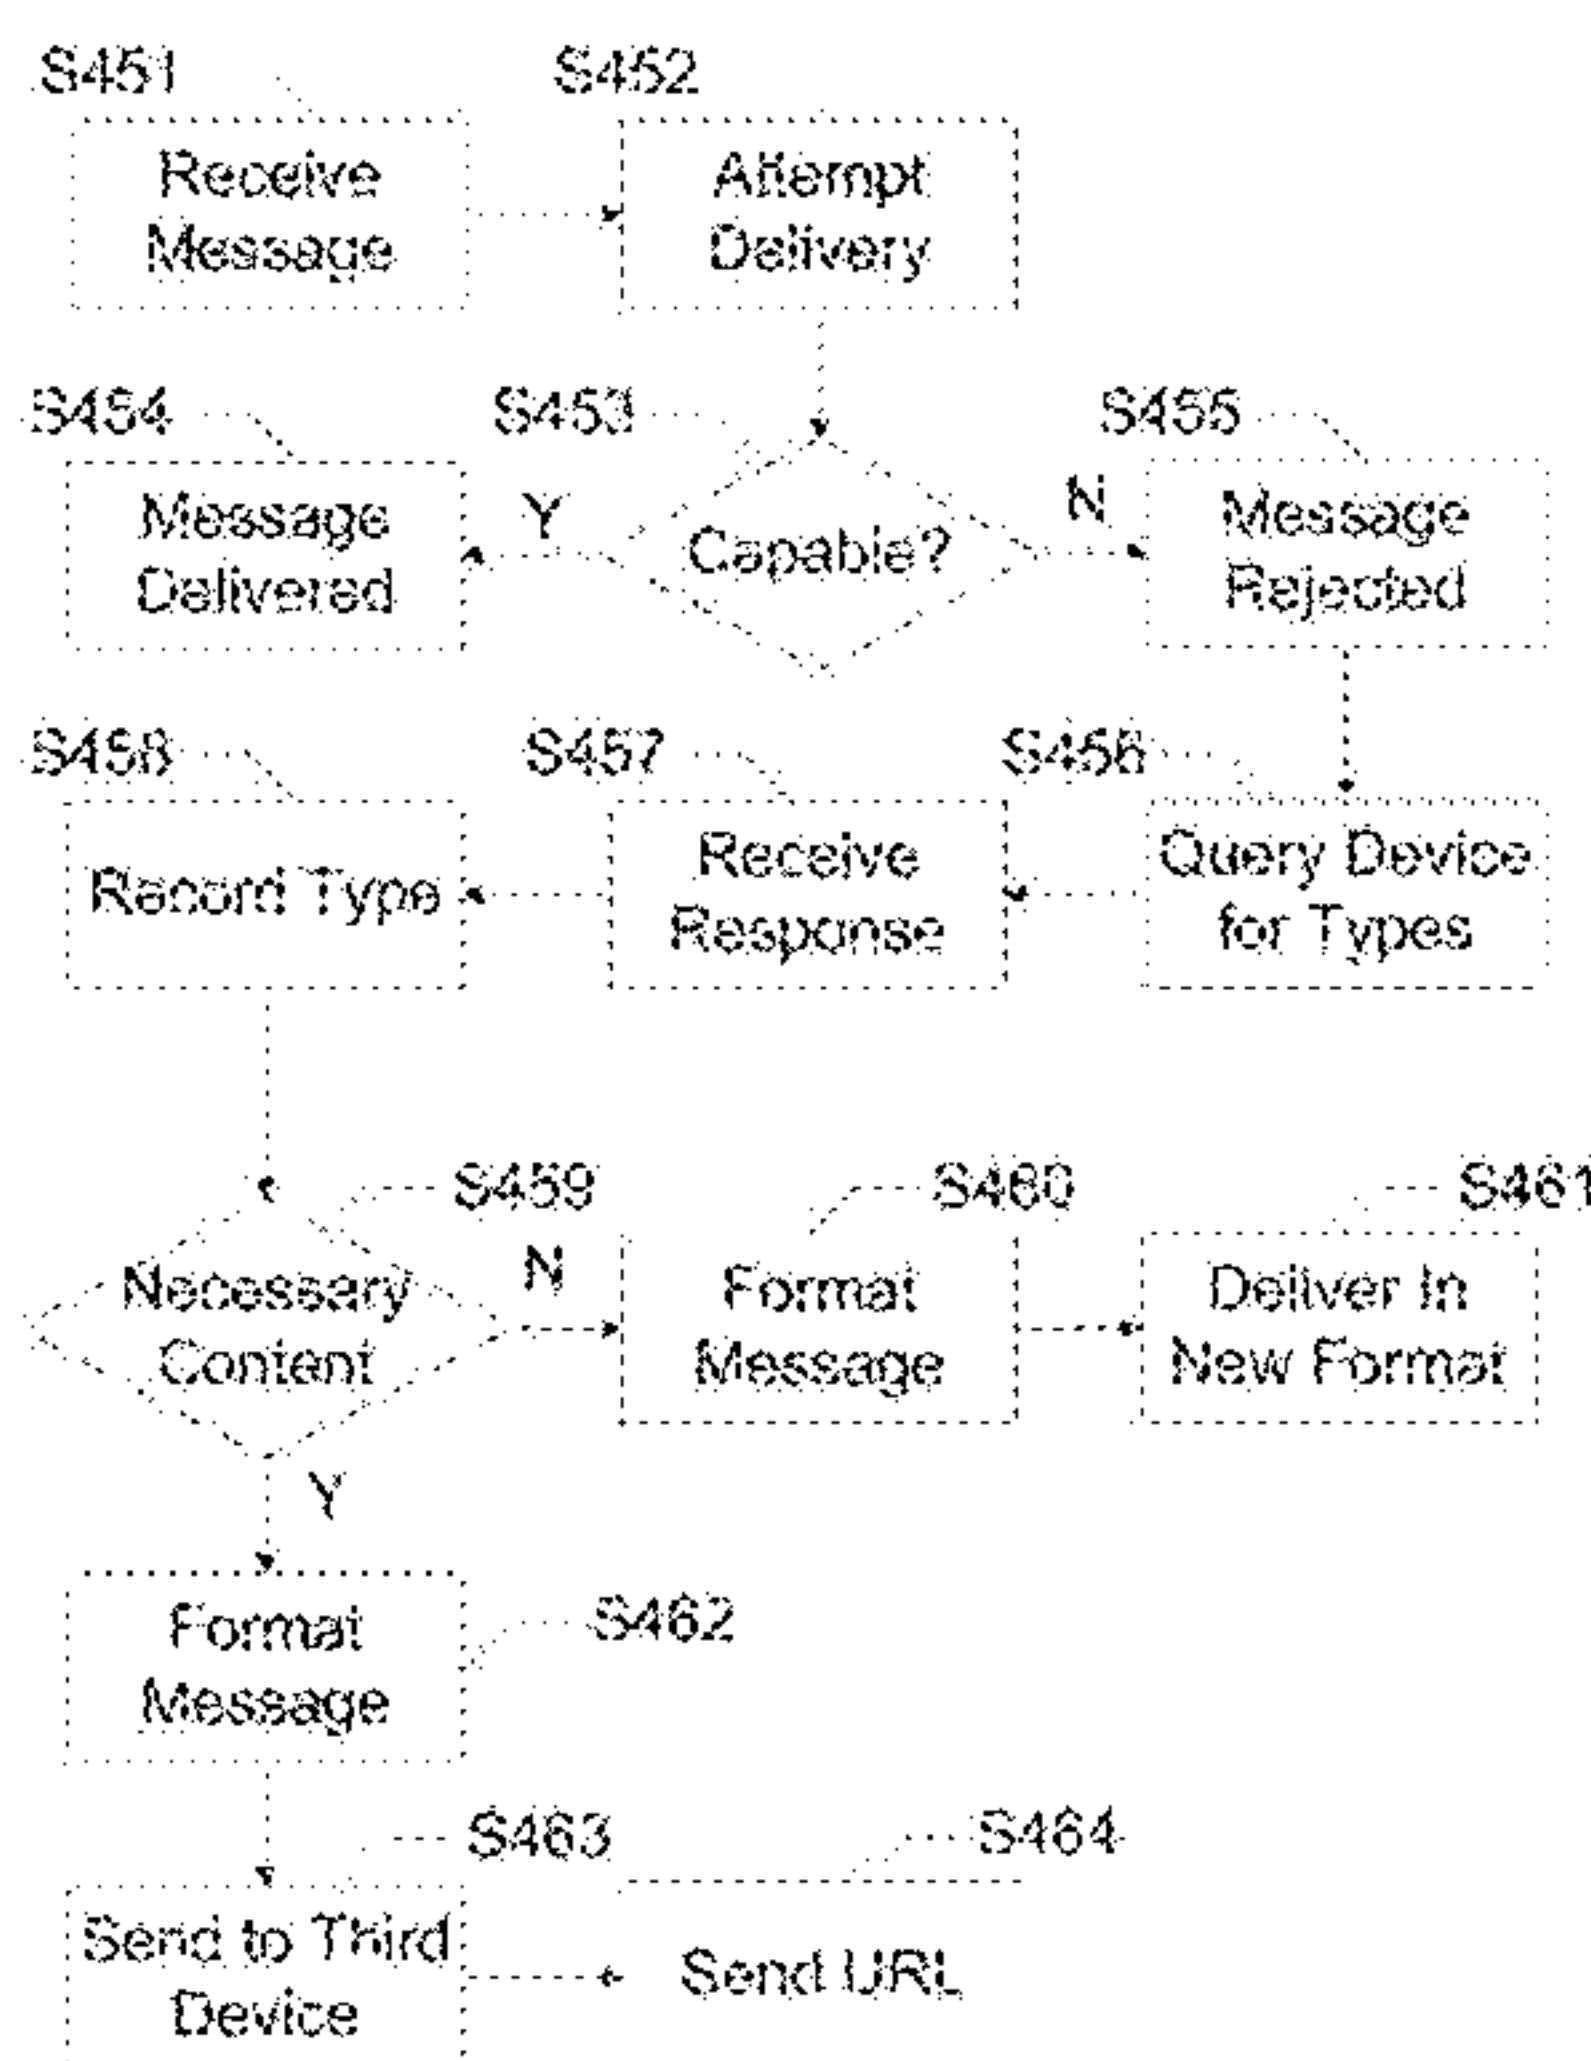 S451
S452
Receive
Message
Attempt
Delivery
S454
S453
S455
Message
Delivered
Y
Capable?
N
Message
Rejected
S458
S457
S456
Record Type
Receive
Response
Query Device
for Types
S459
S460
S461
Necessary
Content
N
Format
Message
Deliver In
New Format
Y
Format
Message
S462
S463
S464
Send to Third
Device
Send URL